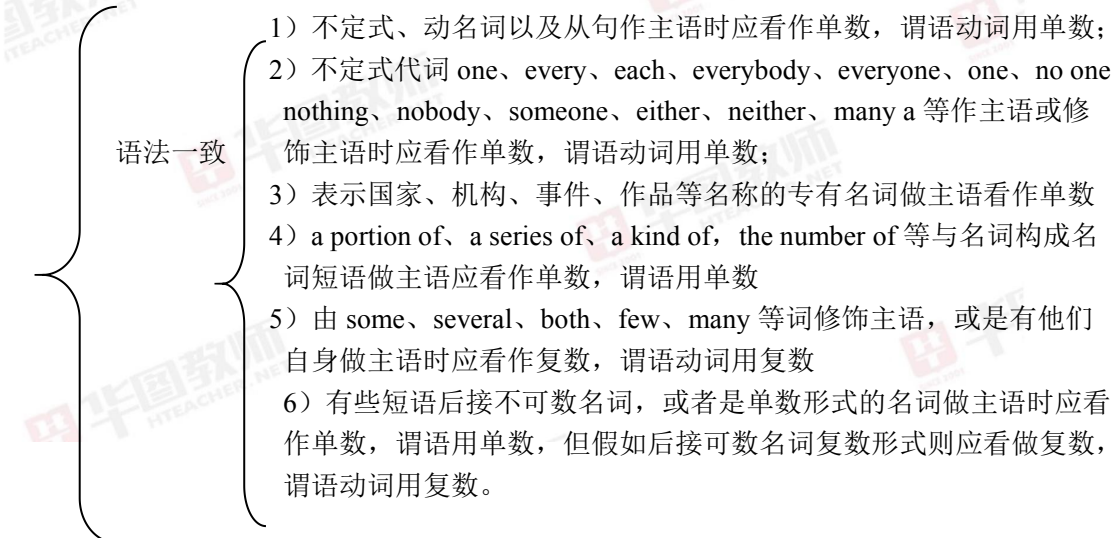 1）不定式、动名词以及从句作主语时应看作单数，谓语动词用单数；
2）不定式代词 one、every、each、everybody、everyone、one、no one
nothing、nobody、someone、either、neither、many a 等作主语或修
语法一致 饰主语时应看作单数，谓语动词用单数；
3）表示国家、机构、事件、作品等名称的专有名词做主语看作单数
4）a portion of、a series of、a kind of，the number of 等与名词构成名
词短语做主语应看作单数，谓语用单数
5）由 some、several、both、few、many 等词修饰主语，或是有他们
自身做主语时应看作复数，谓语动词用复数
6）有些短语后接不可数名词，或者是单数形式的名词做主语时应看
作单数，谓语用单数，但假如后接可数名词复数形式则应看做复数，
谓语动词用复数。
华图教师
HTEACHER.NET